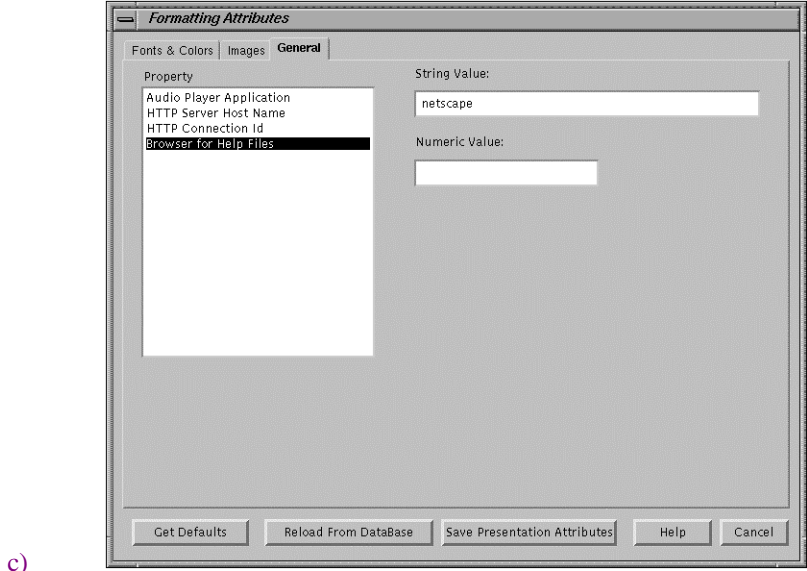 Formatting Attributes
Fonts & Colors Images General
Property
String Value:
Audio Player Application
HTTP Server Host Name
HTTP Connection Id
Browser for Help Files
netscape
Numeric Value:
Get Defaults Reload From DataBase Save Presentation Attributes Help Cancel
c)